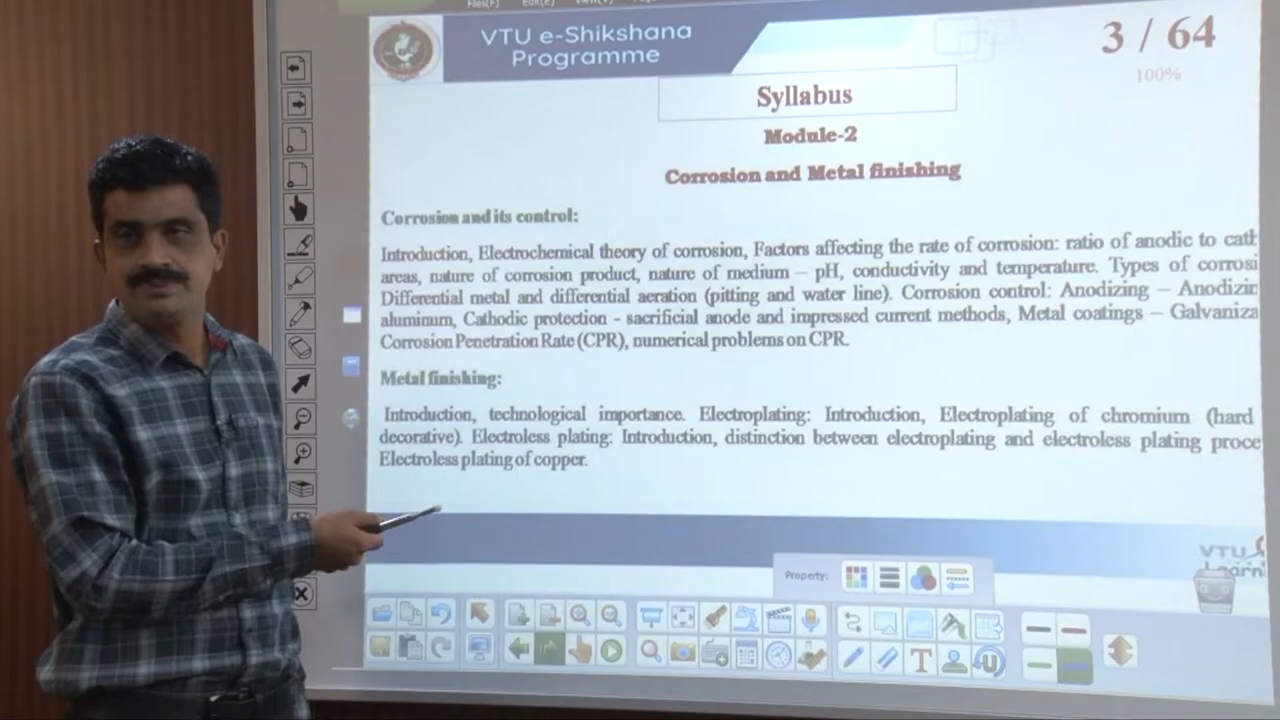 Files(F) Edit(E) View(V)
VTU e-Shikshana
Programme
3 / 64
100%
Syllabus
Module-2
Corrosion and Metal finishing
Corrosion and its control:
Introduction, Electrochemical theory of corrosion, Factors affecting the rate of corrosion: ratio of anodic to cath
areas, nature of corrosion product, nature of medium – pH, conductivity and temperature. Types of corrosi
Differential metal and differential aeration (pitting and water line). Corrosion control: Anodizing – Anodizin
aluminum, Cathodic protection - sacrificial anode and impressed current methods, Metal coatings – Galvaniza
Corrosion Penetration Rate (CPR), numerical problems on CPR.
Metal finishing:
Introduction, technological importance. Electroplating: Introduction, Electroplating of chromium (hard
decorative). Electroless plating: Introduction, distinction between electroplating and electroless plating proce
Electroless plating of copper.
VTU
Learn
Property: